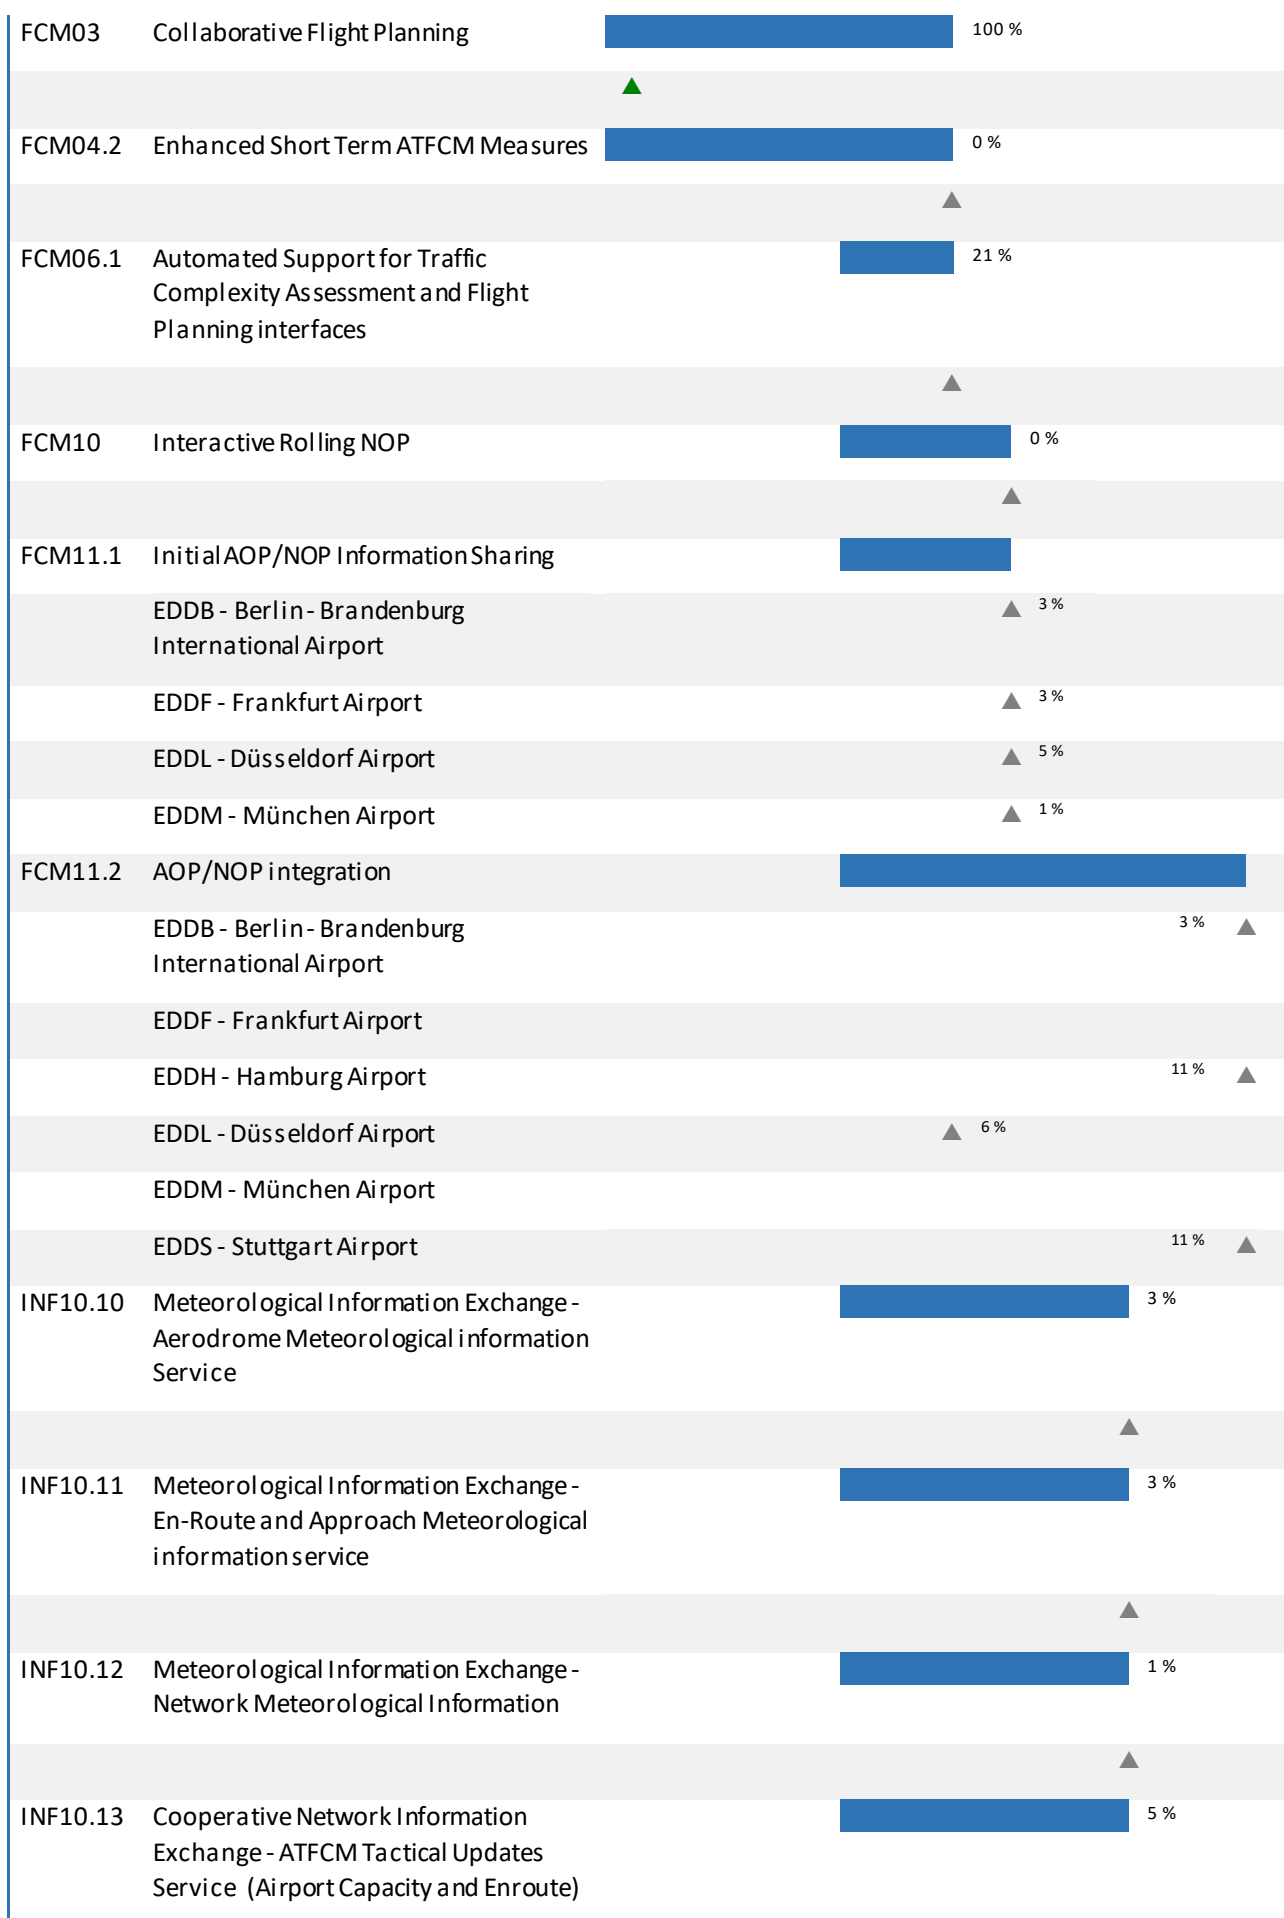 FCM03 Collaborative Flight Planning 100 %
FCM04.2 Enhanced Short Term ATFCM Measures 0 %
FCM06.1 Automated Support for Traffic 21 %
Complexity Assessment and Flight
Planning interfaces
FCM10 Interactive Rolling NOP 0 %
FCM11.1 Initial AOP/NOP Information Sharing
EDDB - Berlin - Brandenburg 3 %
International Airport
EDDF - Frankfurt Airport 3 %
EDDL - Düsseldorf Airport 5 %
EDDM - München Airport 1 %
FCM11.2 AOP/NOP integration
EDDB - Berlin - Brandenburg 3 %
International Airport
EDDF - Frankfurt Airport
EDDH - Hamburg Airport 11 %
EDDL - Düsseldorf Airport 6 %
EDDM - München Airport
EDDS - Stuttgart Airport 11 %
INF10.10 Meteorological Information Exchange - 3 %
Aerodrome Meteorological information
Service
INF10.11 Meteorological Information Exchange - 3 %
En-Route and Approach Meteorological
information service
INF10.12 Meteorological Information Exchange - 1 %
Network Meteorological Information
INF10.13 Cooperative Network Information 5 %
Exchange - ATFCM Tactical Updates
Service (Airport Capacity and Enroute)